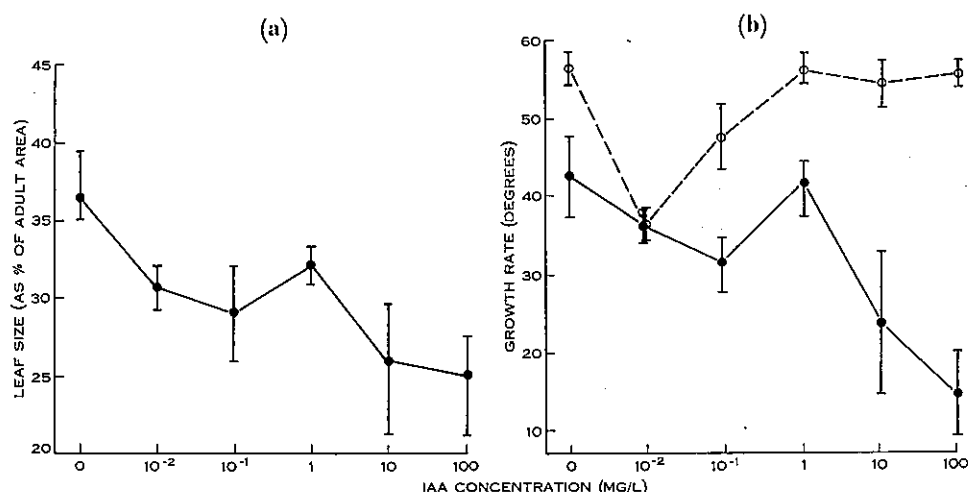 (a)
LEAF SIZE (AS % OF ADULT AREA)
45
40
35
30
25
20
0 10⁻² 10⁻¹ 1 10 100
(b)
GROWTH RATE (DEGREES)
60
50
40
30
20
10
0 10⁻² 10⁻¹ 1 10 100
IAA CONCENTRATION (MG/L)